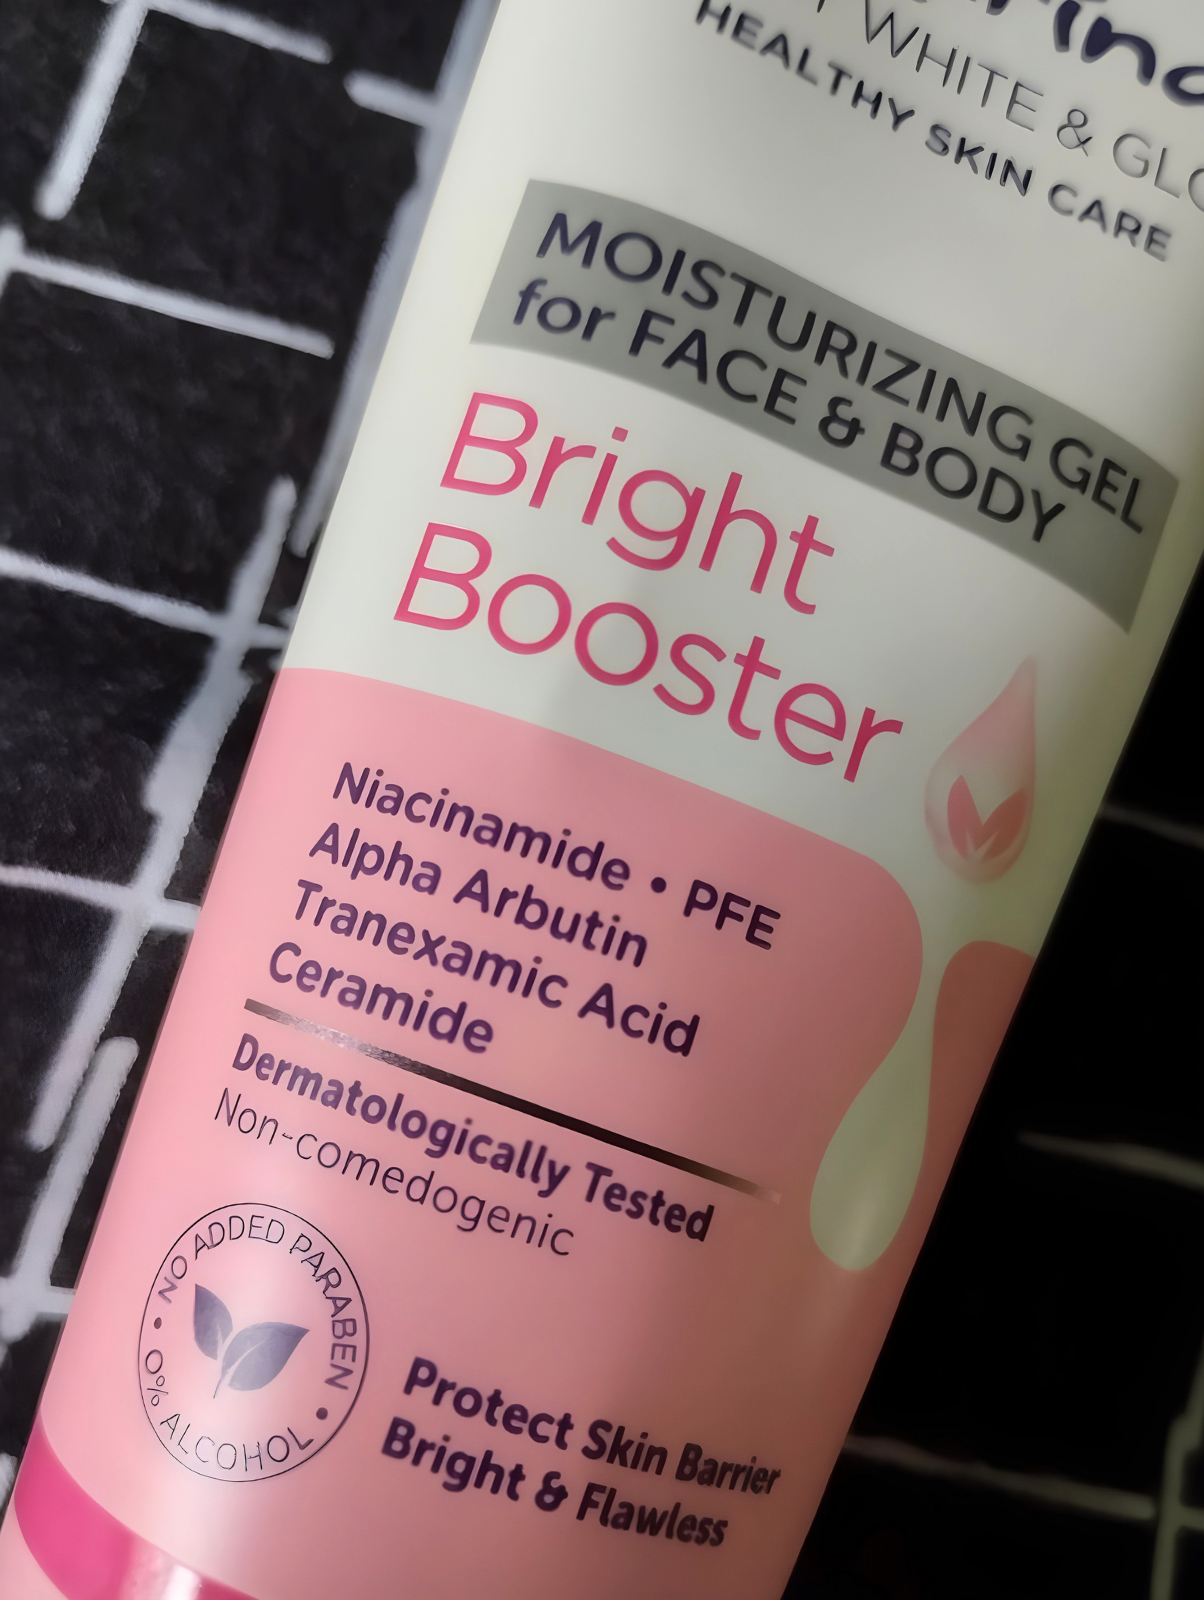 WHITE &
HEALTHY SKIN CARE
MOISTURIZING GEL
for FACE & BODY
Bright
Booster
Niacinamide • PFE
Alpha Arbutin
Tranexamic Acid
Ceramide
Dermatologically Tested
Non-comedogenic
• NO ADDED PARABEN •
0% ALCOHOL
Protect Skin Barrier
Bright & Flawless